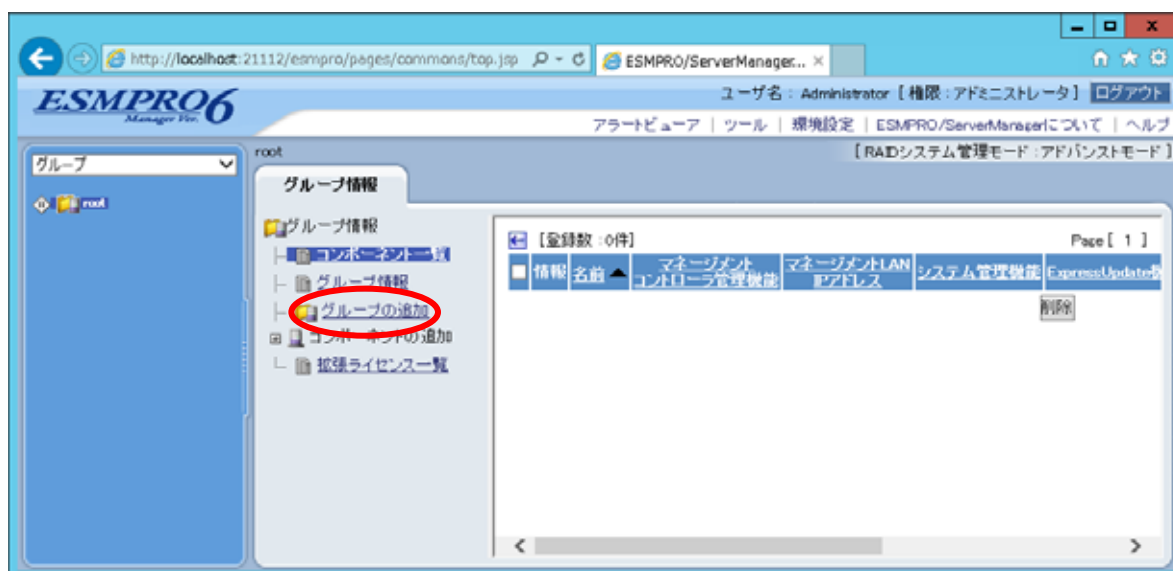 http://localhost:21112/esmpro/pages/commons/top.jsp
ESMPRO/ServerManager...
ESMPRO6
Manager Ver.
ユーザ名 : Administrator [ 権限 : アドミニストレータ ] ログアウト
アラートビューア | ツール | 環境設定 | ESMPRO/ServerManagerについて | ヘルプ
グループ
root
root
[ RAIDシステム管理モード : アドバンストモード ]
グループ情報
グループ情報
コンポーネント一覧
グループ情報
グループの追加
コンポーネントの追加
拡張ライセンス一覧
[登録数 : 0件]
Page [ 1 ]
情報 名前▲ マネージメントコントローラ管理機能 マネージメントLAN IPアドレス システム管理機能 ExpressUpdate
削除